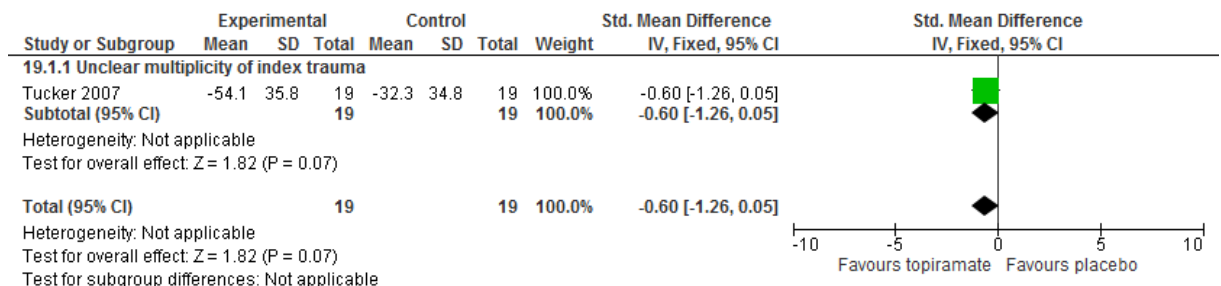 Experimental Control Std. Mean Difference Std. Mean Difference
Study or Subgroup Mean SD Total Mean SD Total Weight IV, Fixed, 95% CI IV, Fixed, 95% CI
19.1.1 Unclear multiplicity of index trauma
Tucker 2007 -54.1 35.8 19 -32.3 34.8 19 100.0% -0.60 [-1.26, 0.05]
Subtotal (95% CI) 19 19 100.0% -0.60 [-1.26, 0.05]
Heterogeneity: Not applicable
Test for overall effect: Z = 1.82 (P = 0.07)
Total (95% CI) 19 19 100.0% -0.60 [-1.26, 0.05]
Heterogeneity: Not applicable
Test for overall effect: Z = 1.82 (P = 0.07)
Test for subgroup differences: Not applicable
-10 -5 0 5 10
Favours topiramate Favours placebo